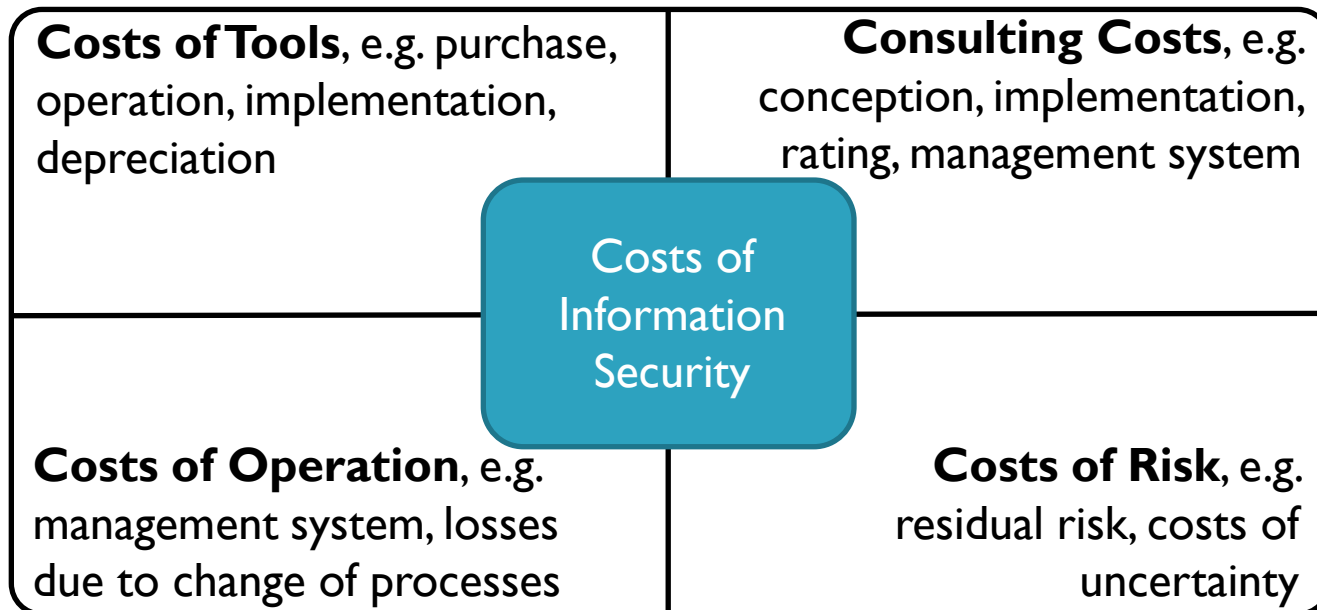 Costs of Tools, e.g. purchase,
operation, implementation,
depreciation
Consulting Costs, e.g.
conception, implementation,
rating, management system
Costs of
Information
Security
Costs of Operation, e.g.
management system, losses
due to change of processes
Costs of Risk, e.g.
residual risk, costs of
uncertainty